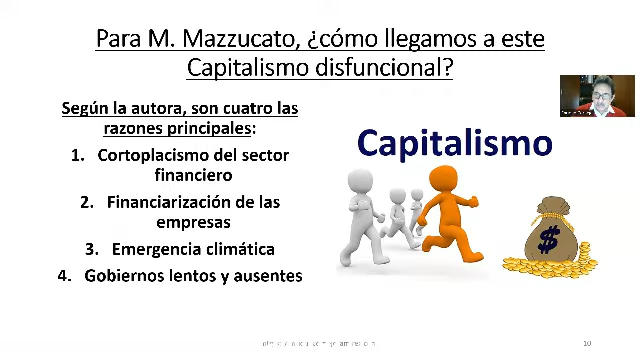 Para M. Mazzucato, ¿cómo llegamos a este
Capitalismo disfuncional?
Según la autora, son cuatro las
razones principales:
1. Cortoplacismo del sector
financiero
2. Financiarización de las
empresas
3. Emergencia climática
4. Gobiernos lentos y ausentes
Capitalismo
$
10